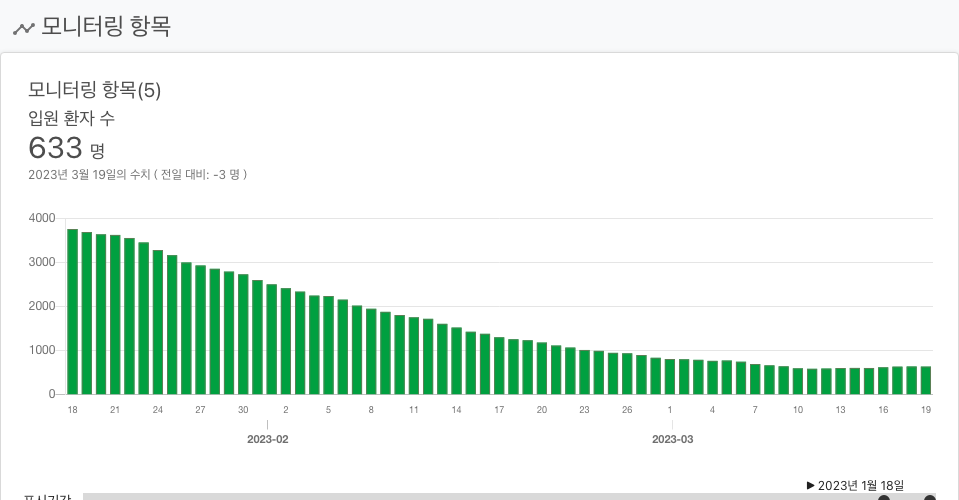 모니터링 항목
모니터링 항목(5)
입원 환자 수
633 명
2023년 3월 19일의 수치 ( 전일 대비: -3 명 )
4000
3000
2000
1000
0
18 21 24 27 30 2 5 8 11 14 17 20 23 26 1 4 7 10 13 16 19
2023-02 2023-03
▶ 2023년 1월 18일